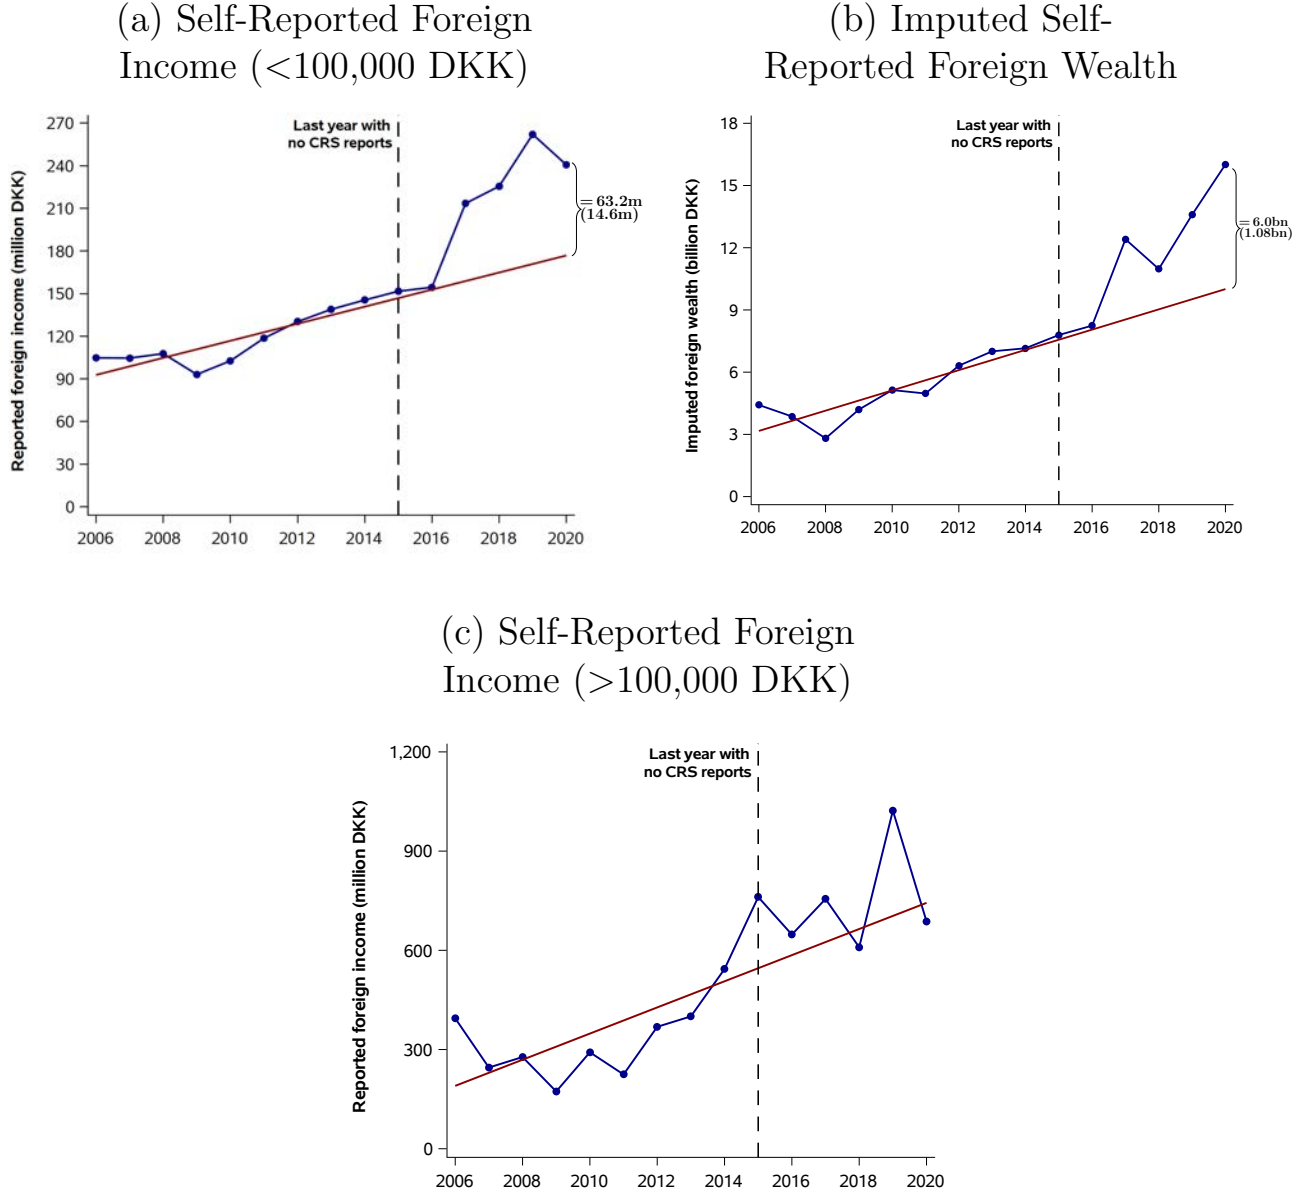 (a) Self-Reported Foreign
Income (<100,000 DKK)
270
240
210
180
150
120
90
60
30
0
Reported foreign income (million DKK)
Last year with
no CRS reports
= 63.2m
(14.6m)
2006 2008 2010 2012 2014 2016 2018 2020
(b) Imputed Self-
Reported Foreign Wealth
18
15
12
9
6
3
0
Imputed foreign wealth (billion DKK)
Last year with
no CRS reports
= 6.0bn
(1.08bn)
2006 2008 2010 2012 2014 2016 2018 2020
(c) Self-Reported Foreign
Income (>100,000 DKK)
1,200
900
600
300
0
Reported foreign income (million DKK)
Last year with
no CRS reports
2006 2008 2010 2012 2014 2016 2018 2020